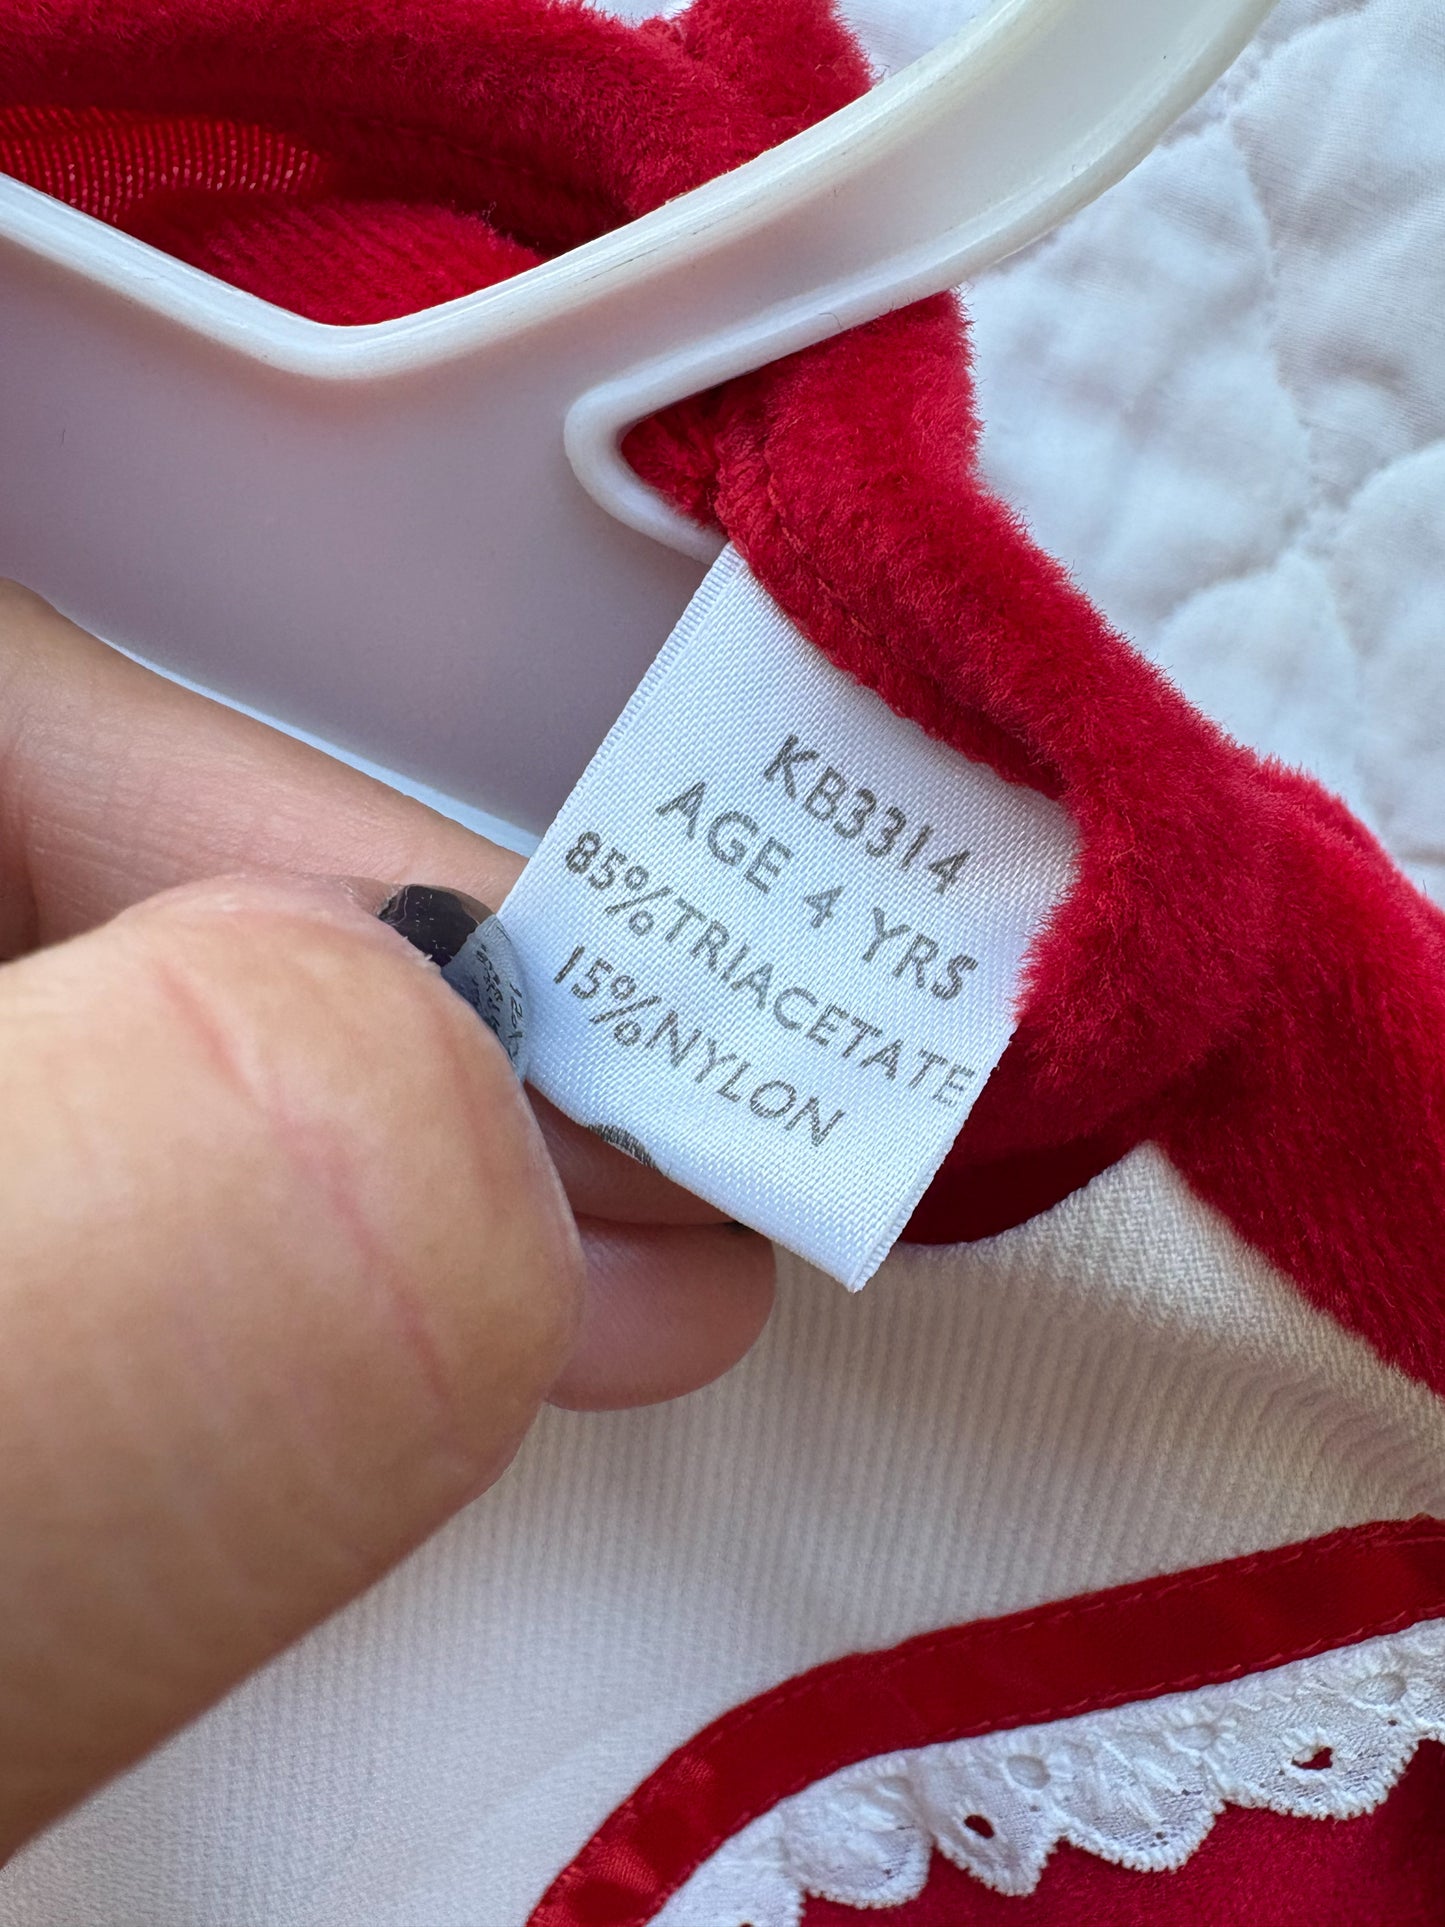 KB3314
AGE 4 YRS
85%TRIACETATE
15%NYLON